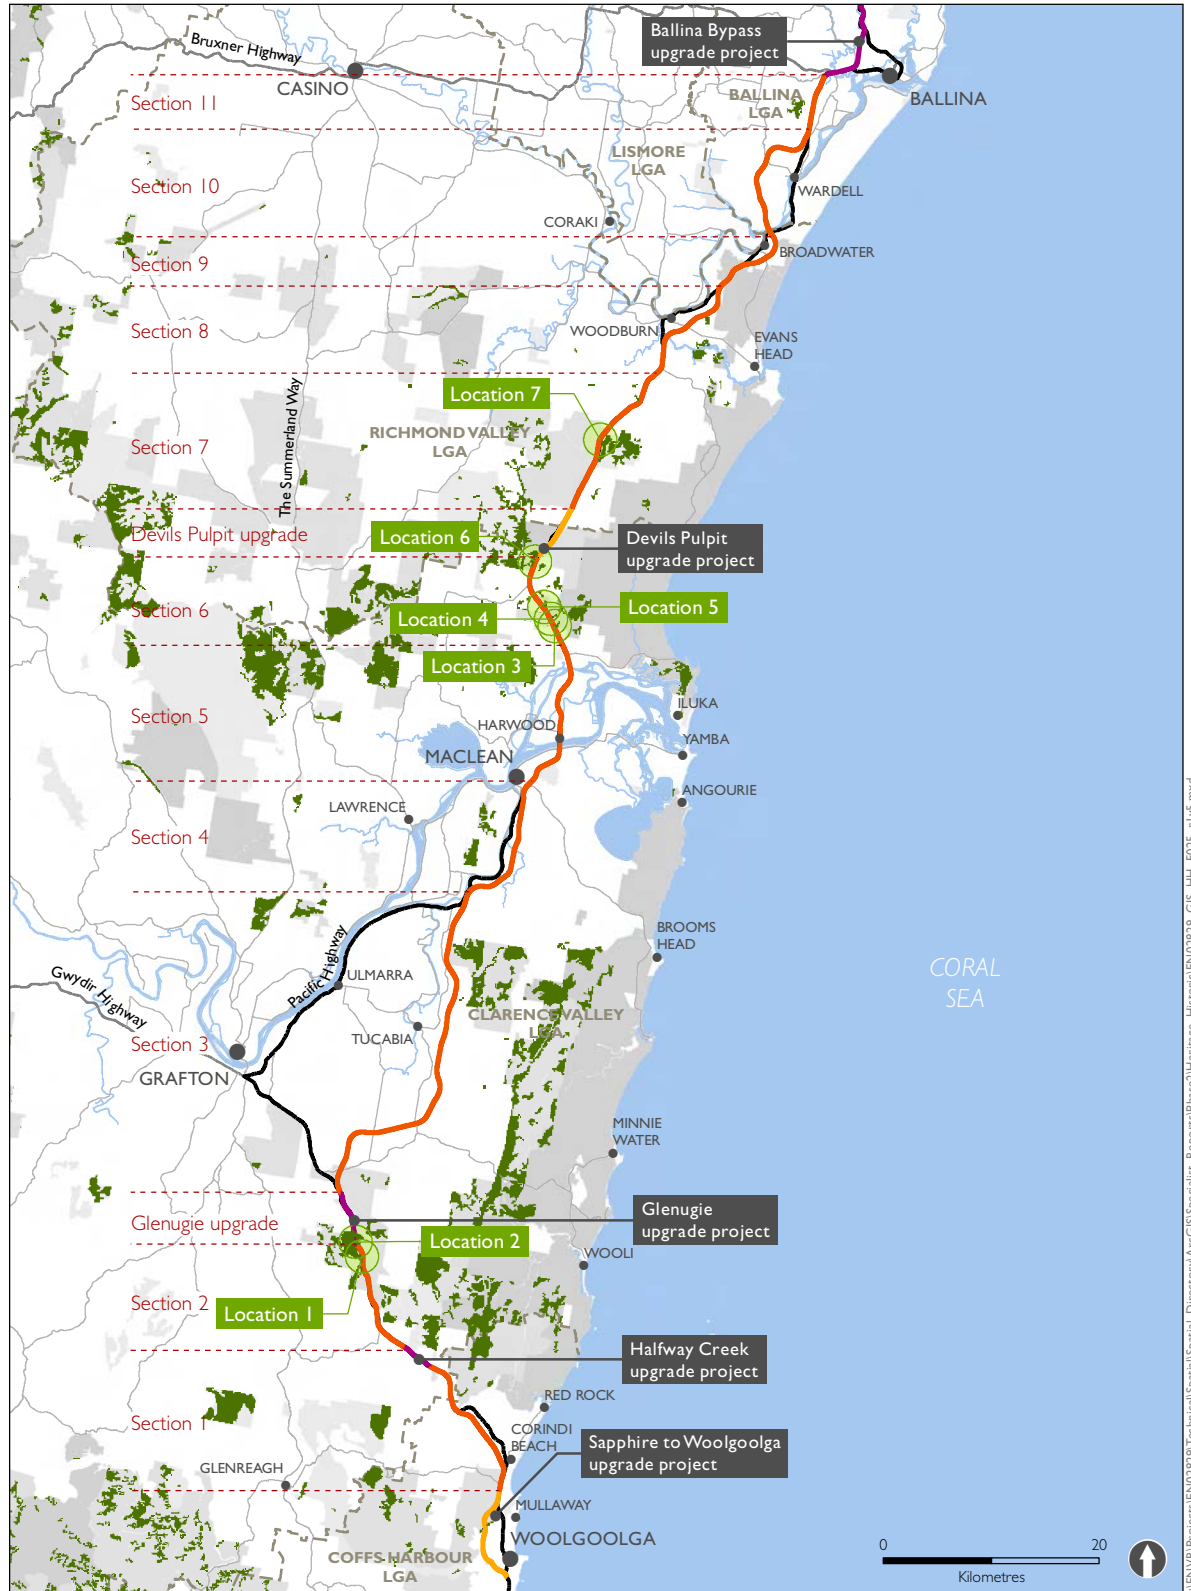 Ballina Bypass
upgrade project
Bruxner Highway
CASINO
BALLINA
LGA
BALLINA
Section 11
LISMORE
LGA
Section 10
WARDELL
CORAKI
BROADWATER
Section 9
Section 8
WOODBURN
EVANS
HEAD
Location 7
The Summerland Way
RICHMOND VALLEY
LGA
Section 7
Devils Pulpit upgrade
Location 6
Devils Pulpit
upgrade project
Section 6
Location 5
Location 4
Location 3
Section 5
ILUKA
HARWOOD
YAMBA
MACLEAN
ANGOURIE
LAWRENCE
Section 4
BROOMS
HEAD
Pacific Highway
Gwydir Highway
ULMARRA
CORAL
SEA
CLARENCE VALLEY
LGA
TUCABIA
Section 3
GRAFTON
MINNIE
WATER
Glenugie
upgrade project
Glenugie upgrade
Location 2
WOOLI
Section 2
Location 1
Halfway Creek
upgrade project
RED ROCK
Section 1
CORINDI
BEACH
Sapphire to Woolgoolga
upgrade project
GLENREAGH
MULLAWAY
WOOLGOOLGA
COFFS HARBOUR
LGA
0 20
Kilometres